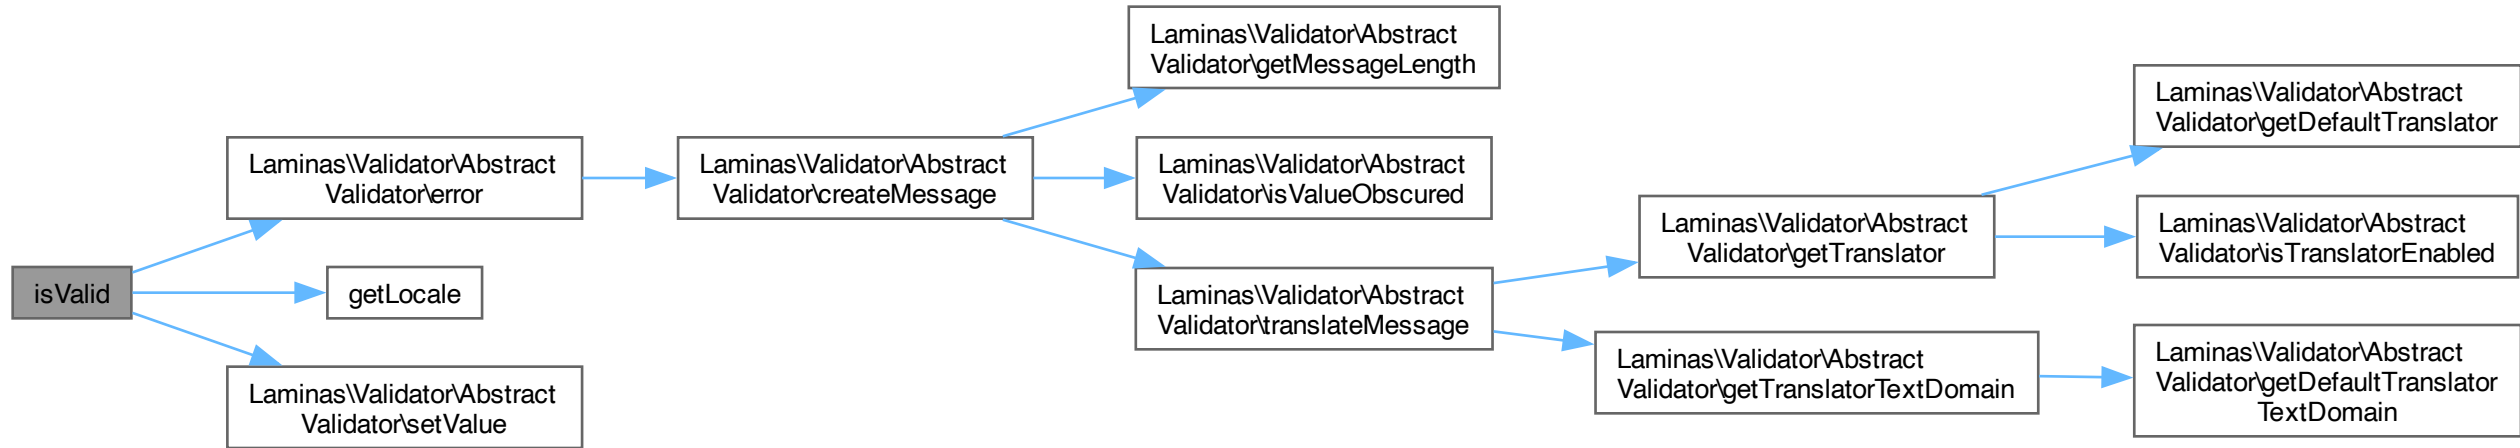 isValid
Laminas\Validator\Abstract
Validator\error
getLocale
Laminas\Validator\Abstract
Validator\setValue
Laminas\Validator\Abstract
Validator\createMessage
Laminas\Validator\Abstract
Validator\getMessageLength
Laminas\Validator\Abstract
Validator\isValueObscured
Laminas\Validator\Abstract
Validator\translateMessage
Laminas\Validator\Abstract
Validator\getTranslator
Laminas\Validator\Abstract
Validator\getTranslatorTextDomain
Laminas\Validator\Abstract
Validator\getDefaultTranslator
Laminas\Validator\Abstract
Validator\isTranslatorEnabled
Laminas\Validator\Abstract
Validator\getDefaultTranslator
TextDomain